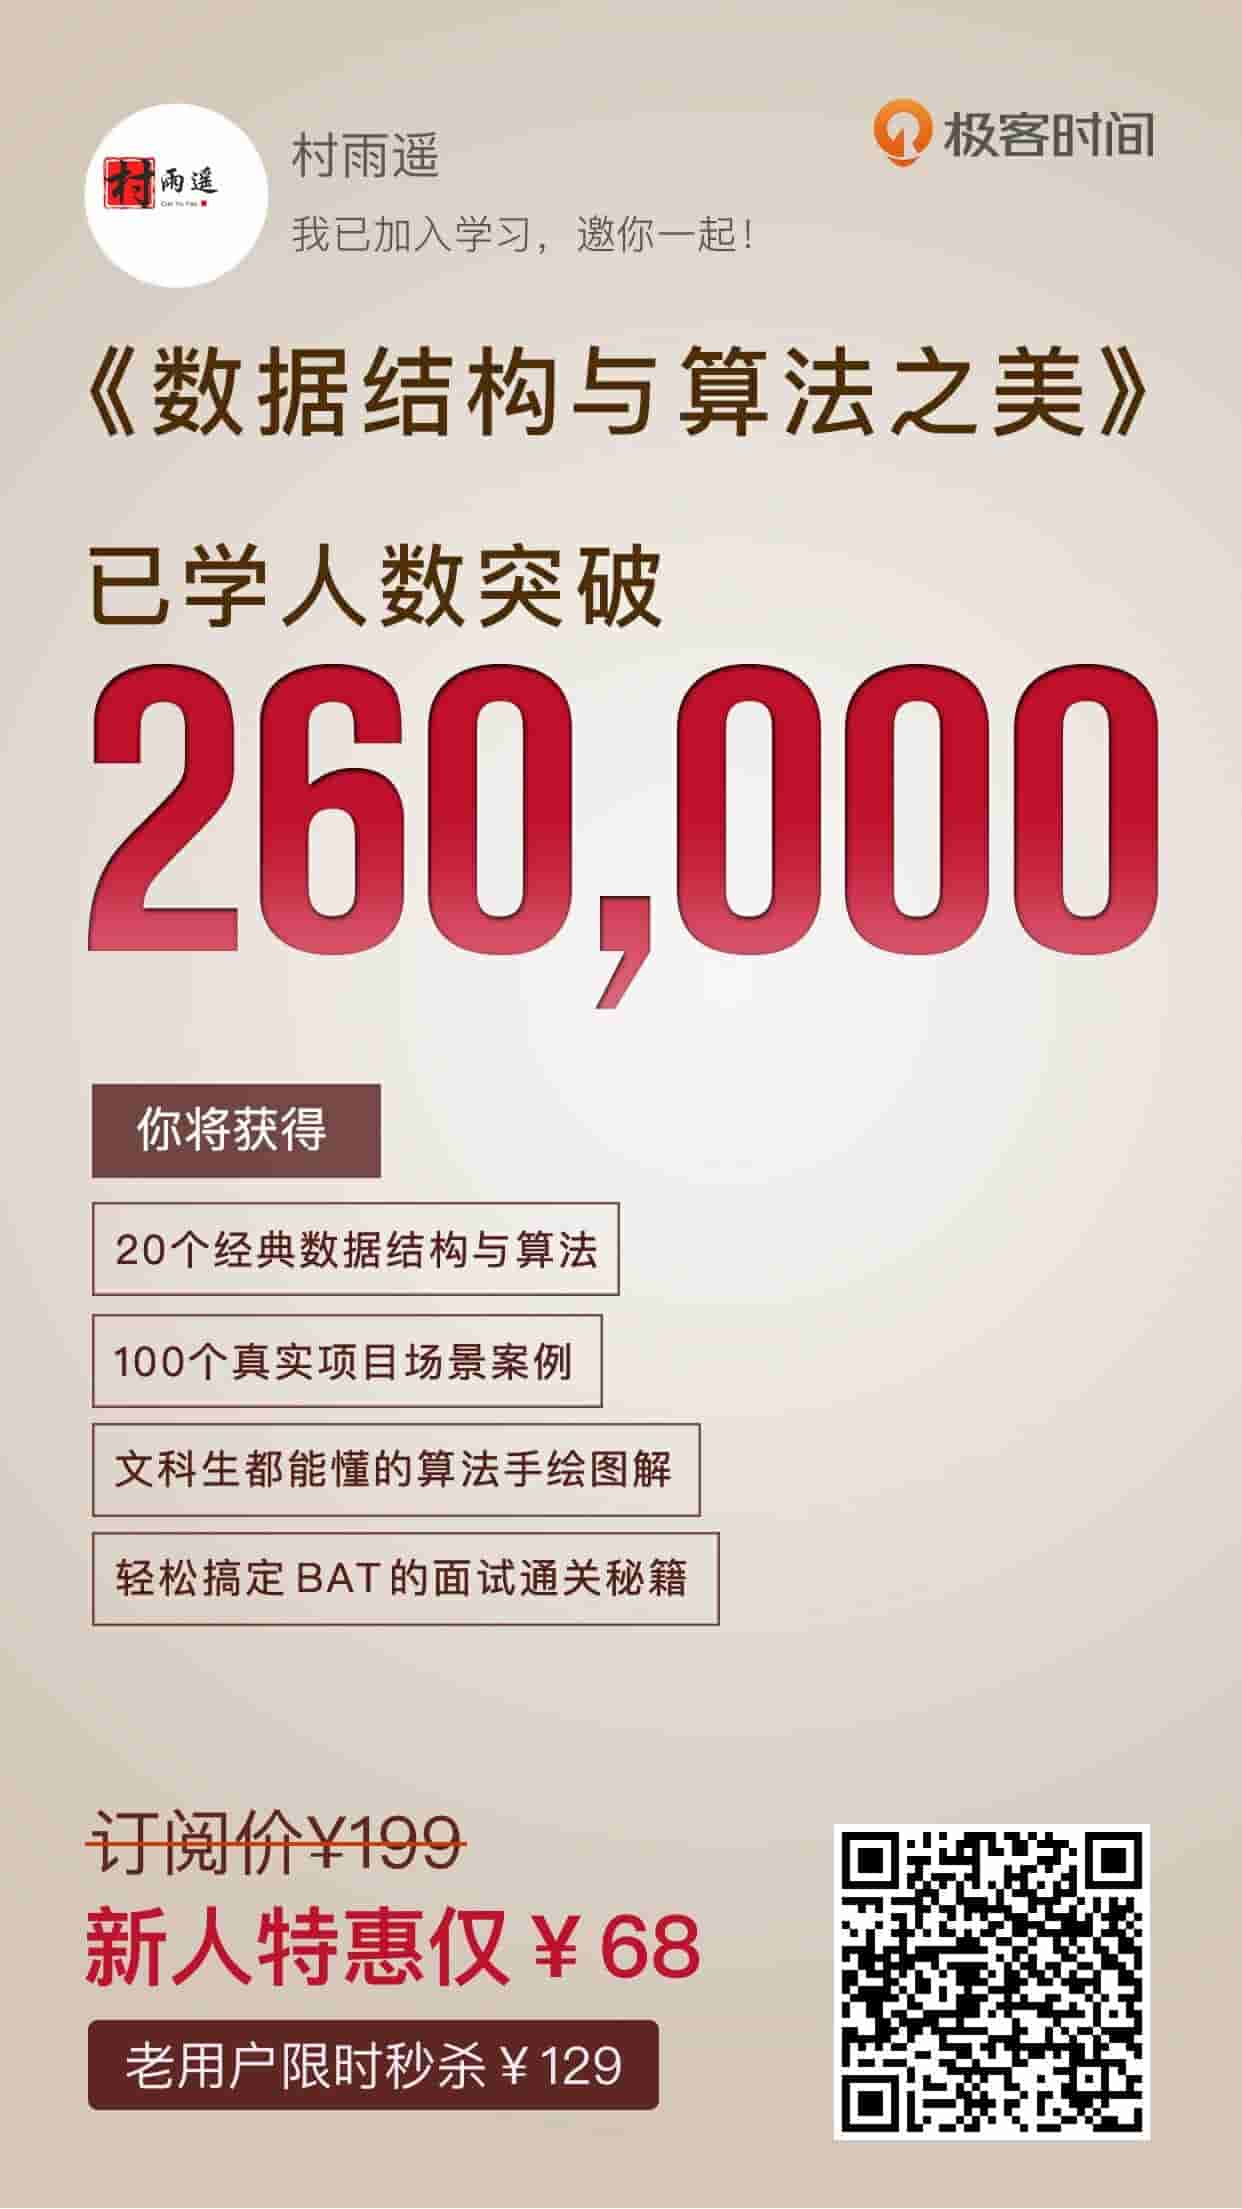 村雨遥
村雨遥
极客时间
我已加入学习，邀你一起！
《数据结构与算法之美》
已学人数突破
260,000
你将获得
20个经典数据结构与算法
100个真实项目场景案例
文科生都能懂的算法手绘图解
轻松搞定BAT的面试通关秘籍
订阅价¥199
新人特惠仅¥68
老用户限时秒杀¥129